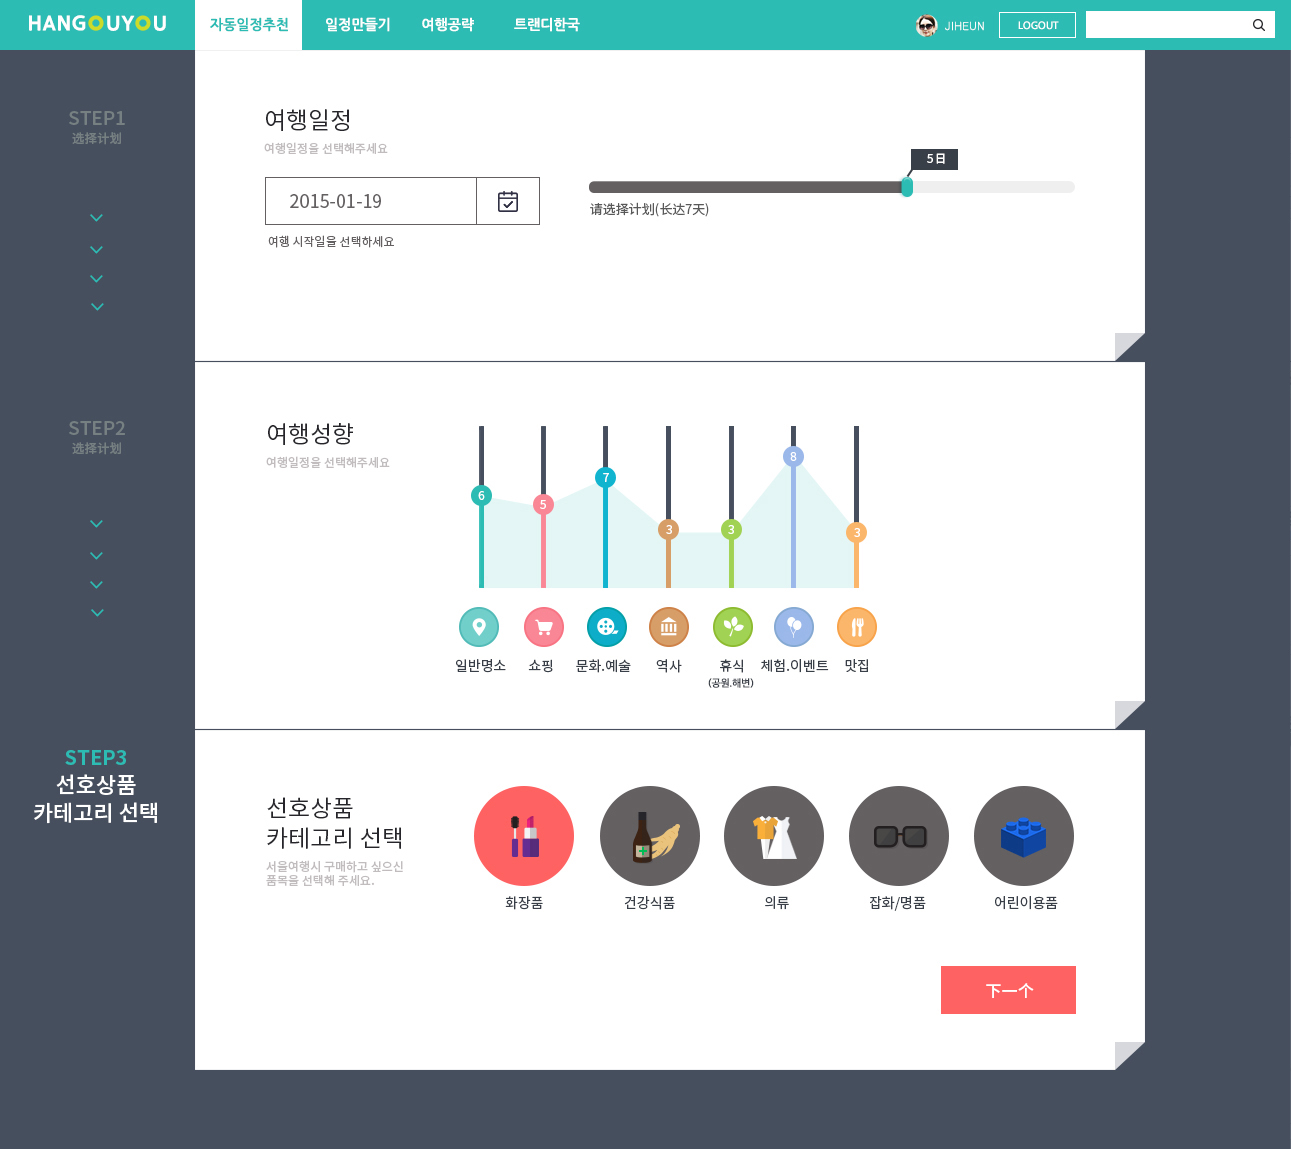 HANGOUYOU
자동일정추천
일정만들기
여행공략
트랜디한국
JIHEUN
LOGOUT
STEP1
选择计划
여행일정
여행일정을 선택해주세요
2015-01-19
여행 시작일을 선택하세요
5日
请选择计划(长达7天)
STEP2
选择计划
여행성향
여행일정을 선택해주세요
6
5
7
3
3
8
3
일반명소
쇼핑
문화.예술
역사
휴식
(공원.해변)
체험.이벤트
맛집
STEP3
선호상품
카테고리 선택
선호상품
카테고리 선택
서울여행시 구매하고 싶으신
품목을 선택해 주세요.
화장품
건강식품
의류
잡화/명품
어린이용품
下一个